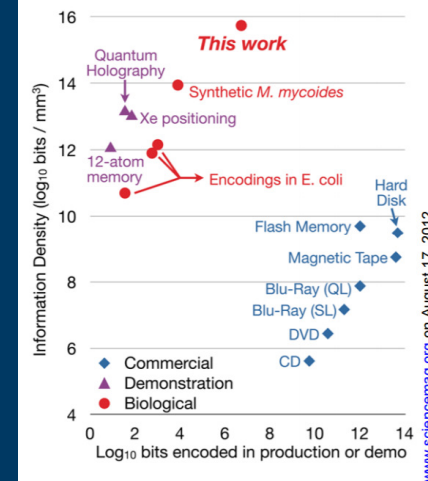 16
This work
Quantum
Holography
14
Synthetic M. mycoides
Xe positioning
12
12-atom
memory
Encodings in E. coli
Hard
Disk
10
Flash Memory
Magnetic Tape
8
Blu-Ray (QL)
Blu-Ray (SL)
DVD
6
CD
Commercial
Demonstration
Biological
4
0 2 4 6 8 10 12 14
Log10 bits encoded in production or demo
Information Density (log10 bits / mm³)
www.sciencemag.org on August 17, 2012